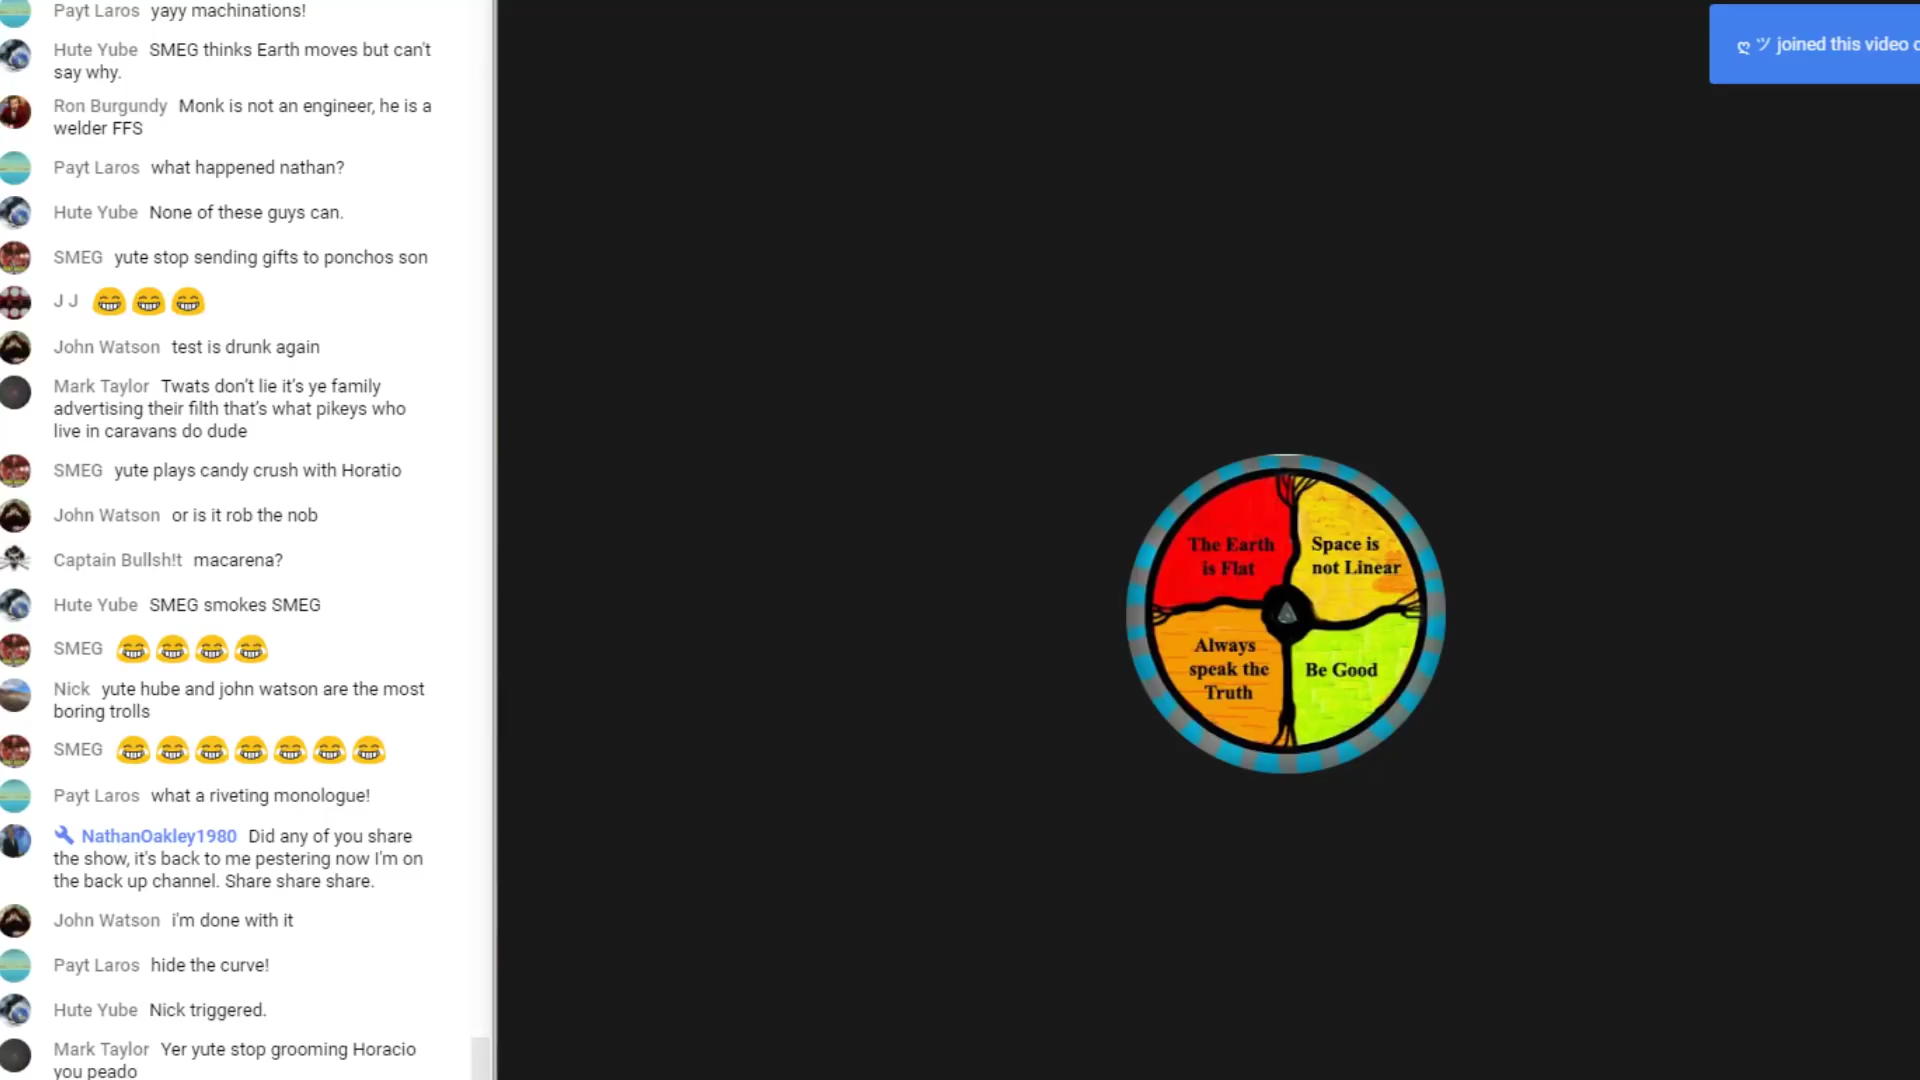 Payt Laros yayy machinations!
Hute Yube SMEG thinks Earth moves but can't
say why.
Ron Burgundy Monk is not an engineer, he is a
welder FFS
Payt Laros what happened nathan?
Hute Yube None of these guys can.
SMEG yute stop sending gifts to ponchos son
J J 😂😂😂
John Watson test is drunk again
Mark Taylor Twats don’t lie it’s ye family
advertising their filth that’s what pikeys who
live in caravans do dude
SMEG yute plays candy crush with Horatio
John Watson or is it rob the nob
Captain Bullsh!t macarena?
Hute Yube SMEG smokes SMEG
SMEG 😂😂😂😂
Nick yute hube and john watson are the most
boring trolls
SMEG 😂😂😂😂😂😂😂
Payt Laros what a riveting monologue!
NathanOakley1980 Did any of you share
the show, it's back to me pestering now I'm on
the back up channel. Share share share.
John Watson i'm done with it
Payt Laros hide the curve!
Hute Yube Nick triggered.
Mark Taylor Yer yute stop grooming Horacio
you peado
ღ ツ joined this video c
The Earth
is Flat
Space is
not Linear
Always
speak the
Truth
Be Good